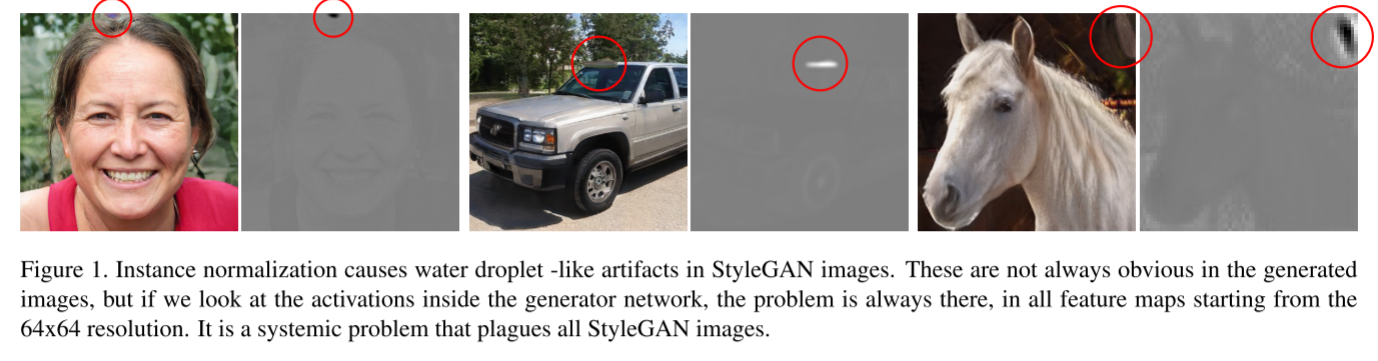 Figure 1. Instance normalization causes water droplet -like artifacts in StyleGAN images. These are not always obvious in the generated
images, but if we look at the activations inside the generator network, the problem is always there, in all feature maps starting from the
64x64 resolution. It is a systemic problem that plagues all StyleGAN images.